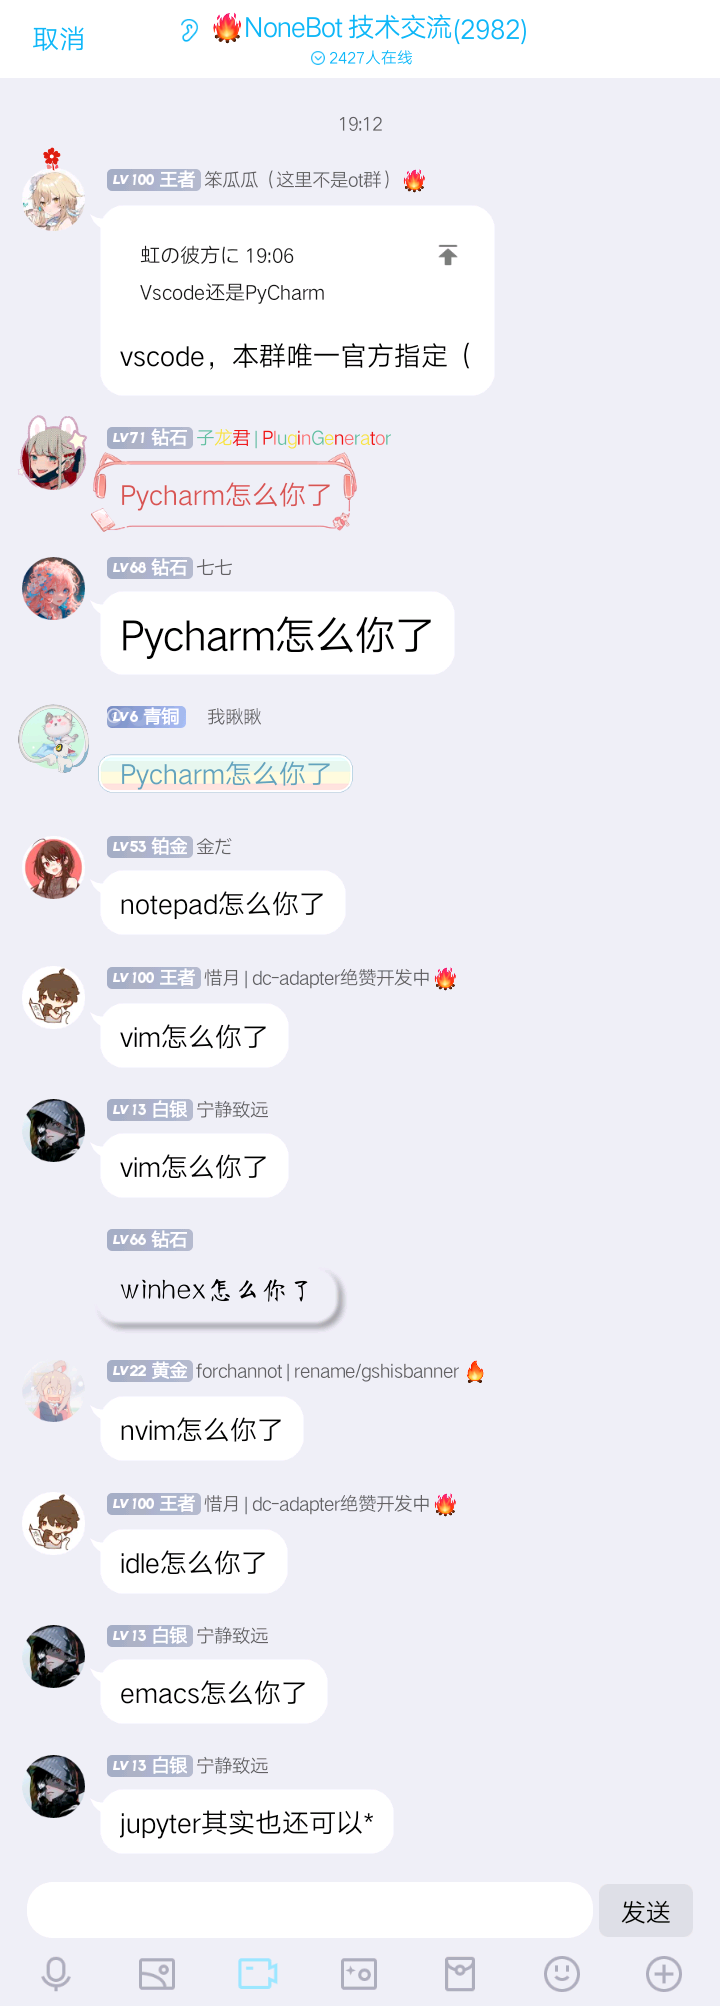 取消
NoneBot 技术交流(2982)
2427人在线
19:12
LV100 王者 笨瓜瓜（这里不是ot群）
虹の彼方に 19:06
Vscode还是PyCharm
vscode，本群唯一官方指定（
LV71 钻石 子龙君 | PluginGenerator
Pycharm怎么你了
LV68 钻石 七七
Pycharm怎么你了
LV6 青铜 我瞅瞅
Pycharm怎么你了
LV53 铂金 金だ
notepad怎么你了
LV100 王者 惜月 | dc-adapter绝赞开发中
vim怎么你了
LV13 白银 宁静致远
vim怎么你了
LV66 钻石
winhex怎么你了
LV22 黄金 forchannot | rename/gshisbanner
nvim怎么你了
LV100 王者 惜月 | dc-adapter绝赞开发中
idle怎么你了
LV13 白银 宁静致远
emacs怎么你了
LV13 白银 宁静致远
jupyter其实也还可以*
发送